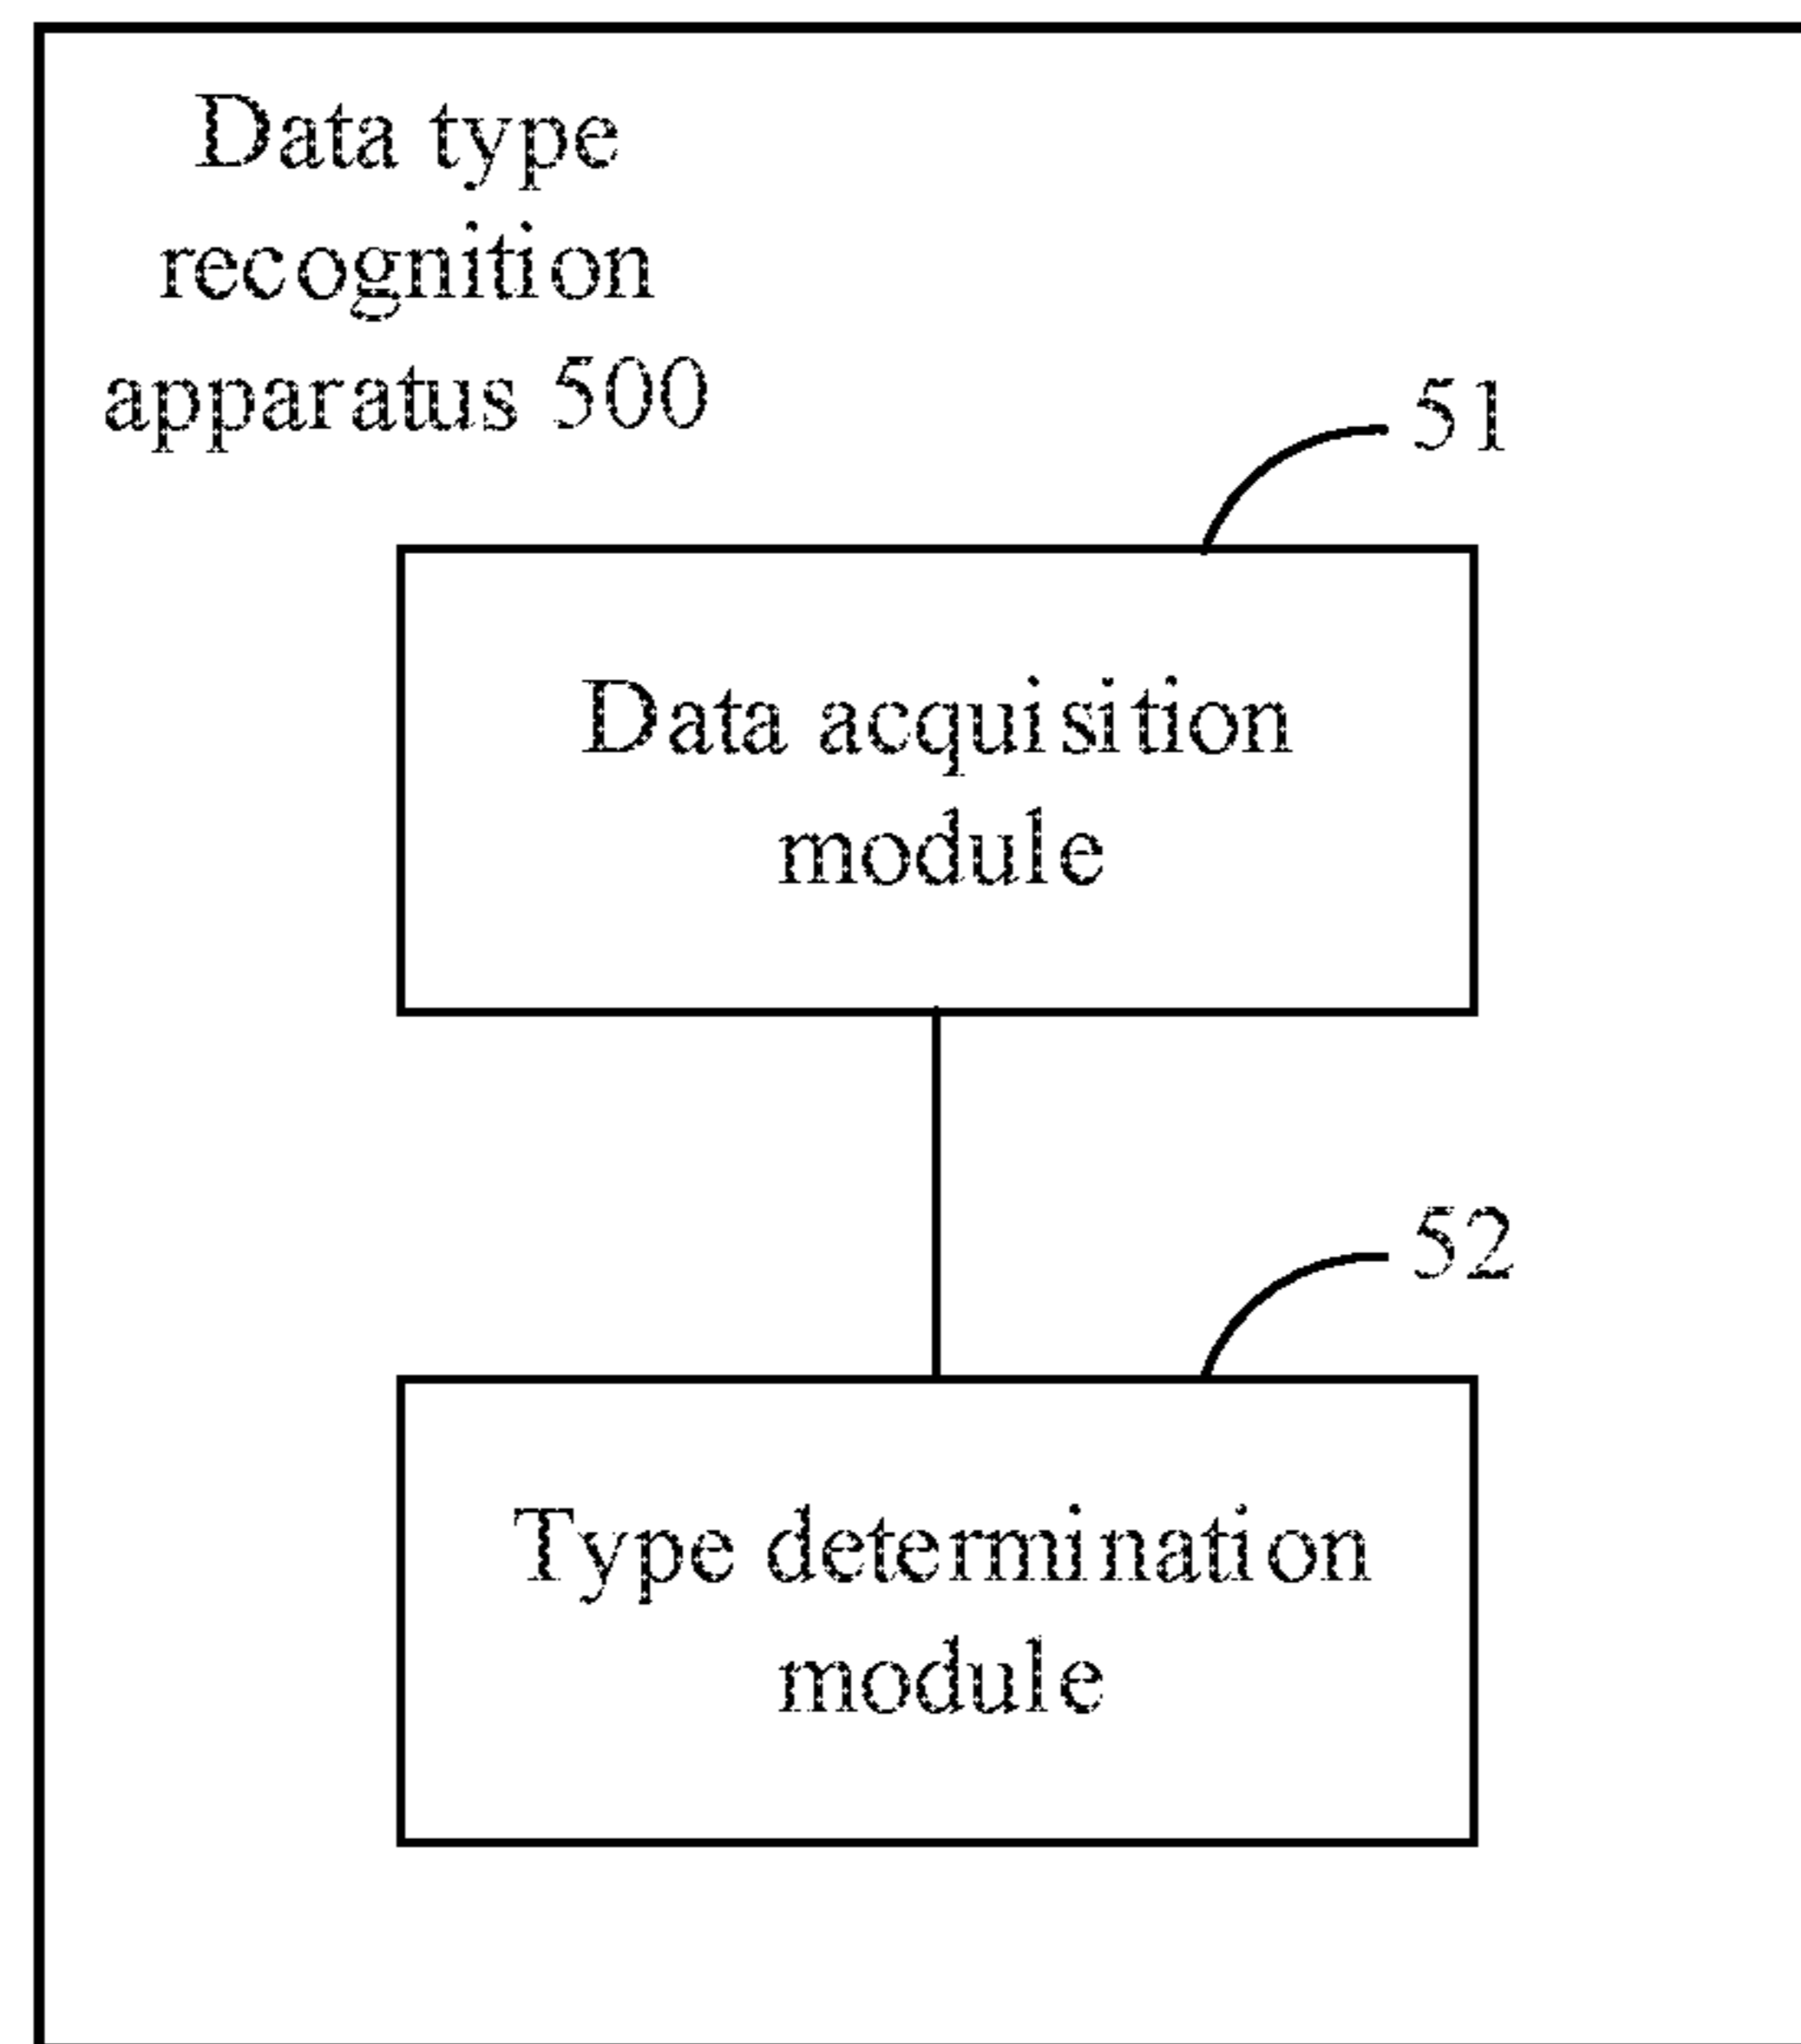 Data type
recognition
apparatus 500
51
Data acquisition
module
52
Type determination
module